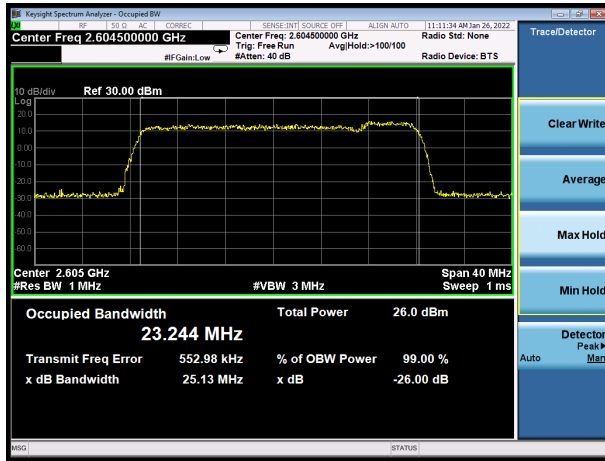 Keysight Spectrum Analyzer - Occupied BW
LXI RF 50 Ω AC CORREC SENSE:INT SOURCE OFF ALIGN AUTO 11:11:34 AM Jan 26, 2022
Center Freq 2.604500000 GHz
Center Freq: 2.604500000 GHz Radio Std: None
Trig: Free Run Avg|Hold:>100/100
#IFGain:Low #Atten: 40 dB Radio Device: BTS
10 dB/div Ref 30.00 dBm
Log
20.0
10.0
0.00
-10.0
-20.0
-30.0
-40.0
-50.0
-60.0
Center 2.605 GHz Span 40 MHz
#Res BW 1 MHz #VBW 3 MHz Sweep 1 ms
Occupied Bandwidth Total Power 26.0 dBm
23.244 MHz
Transmit Freq Error 552.98 kHz % of OBW Power 99.00 %
x dB Bandwidth 25.13 MHz x dB -26.00 dB
MSG STATUS
Trace/Detector
Clear Write
Average
Max Hold
Min Hold
Detector
Peak▶
Auto Man